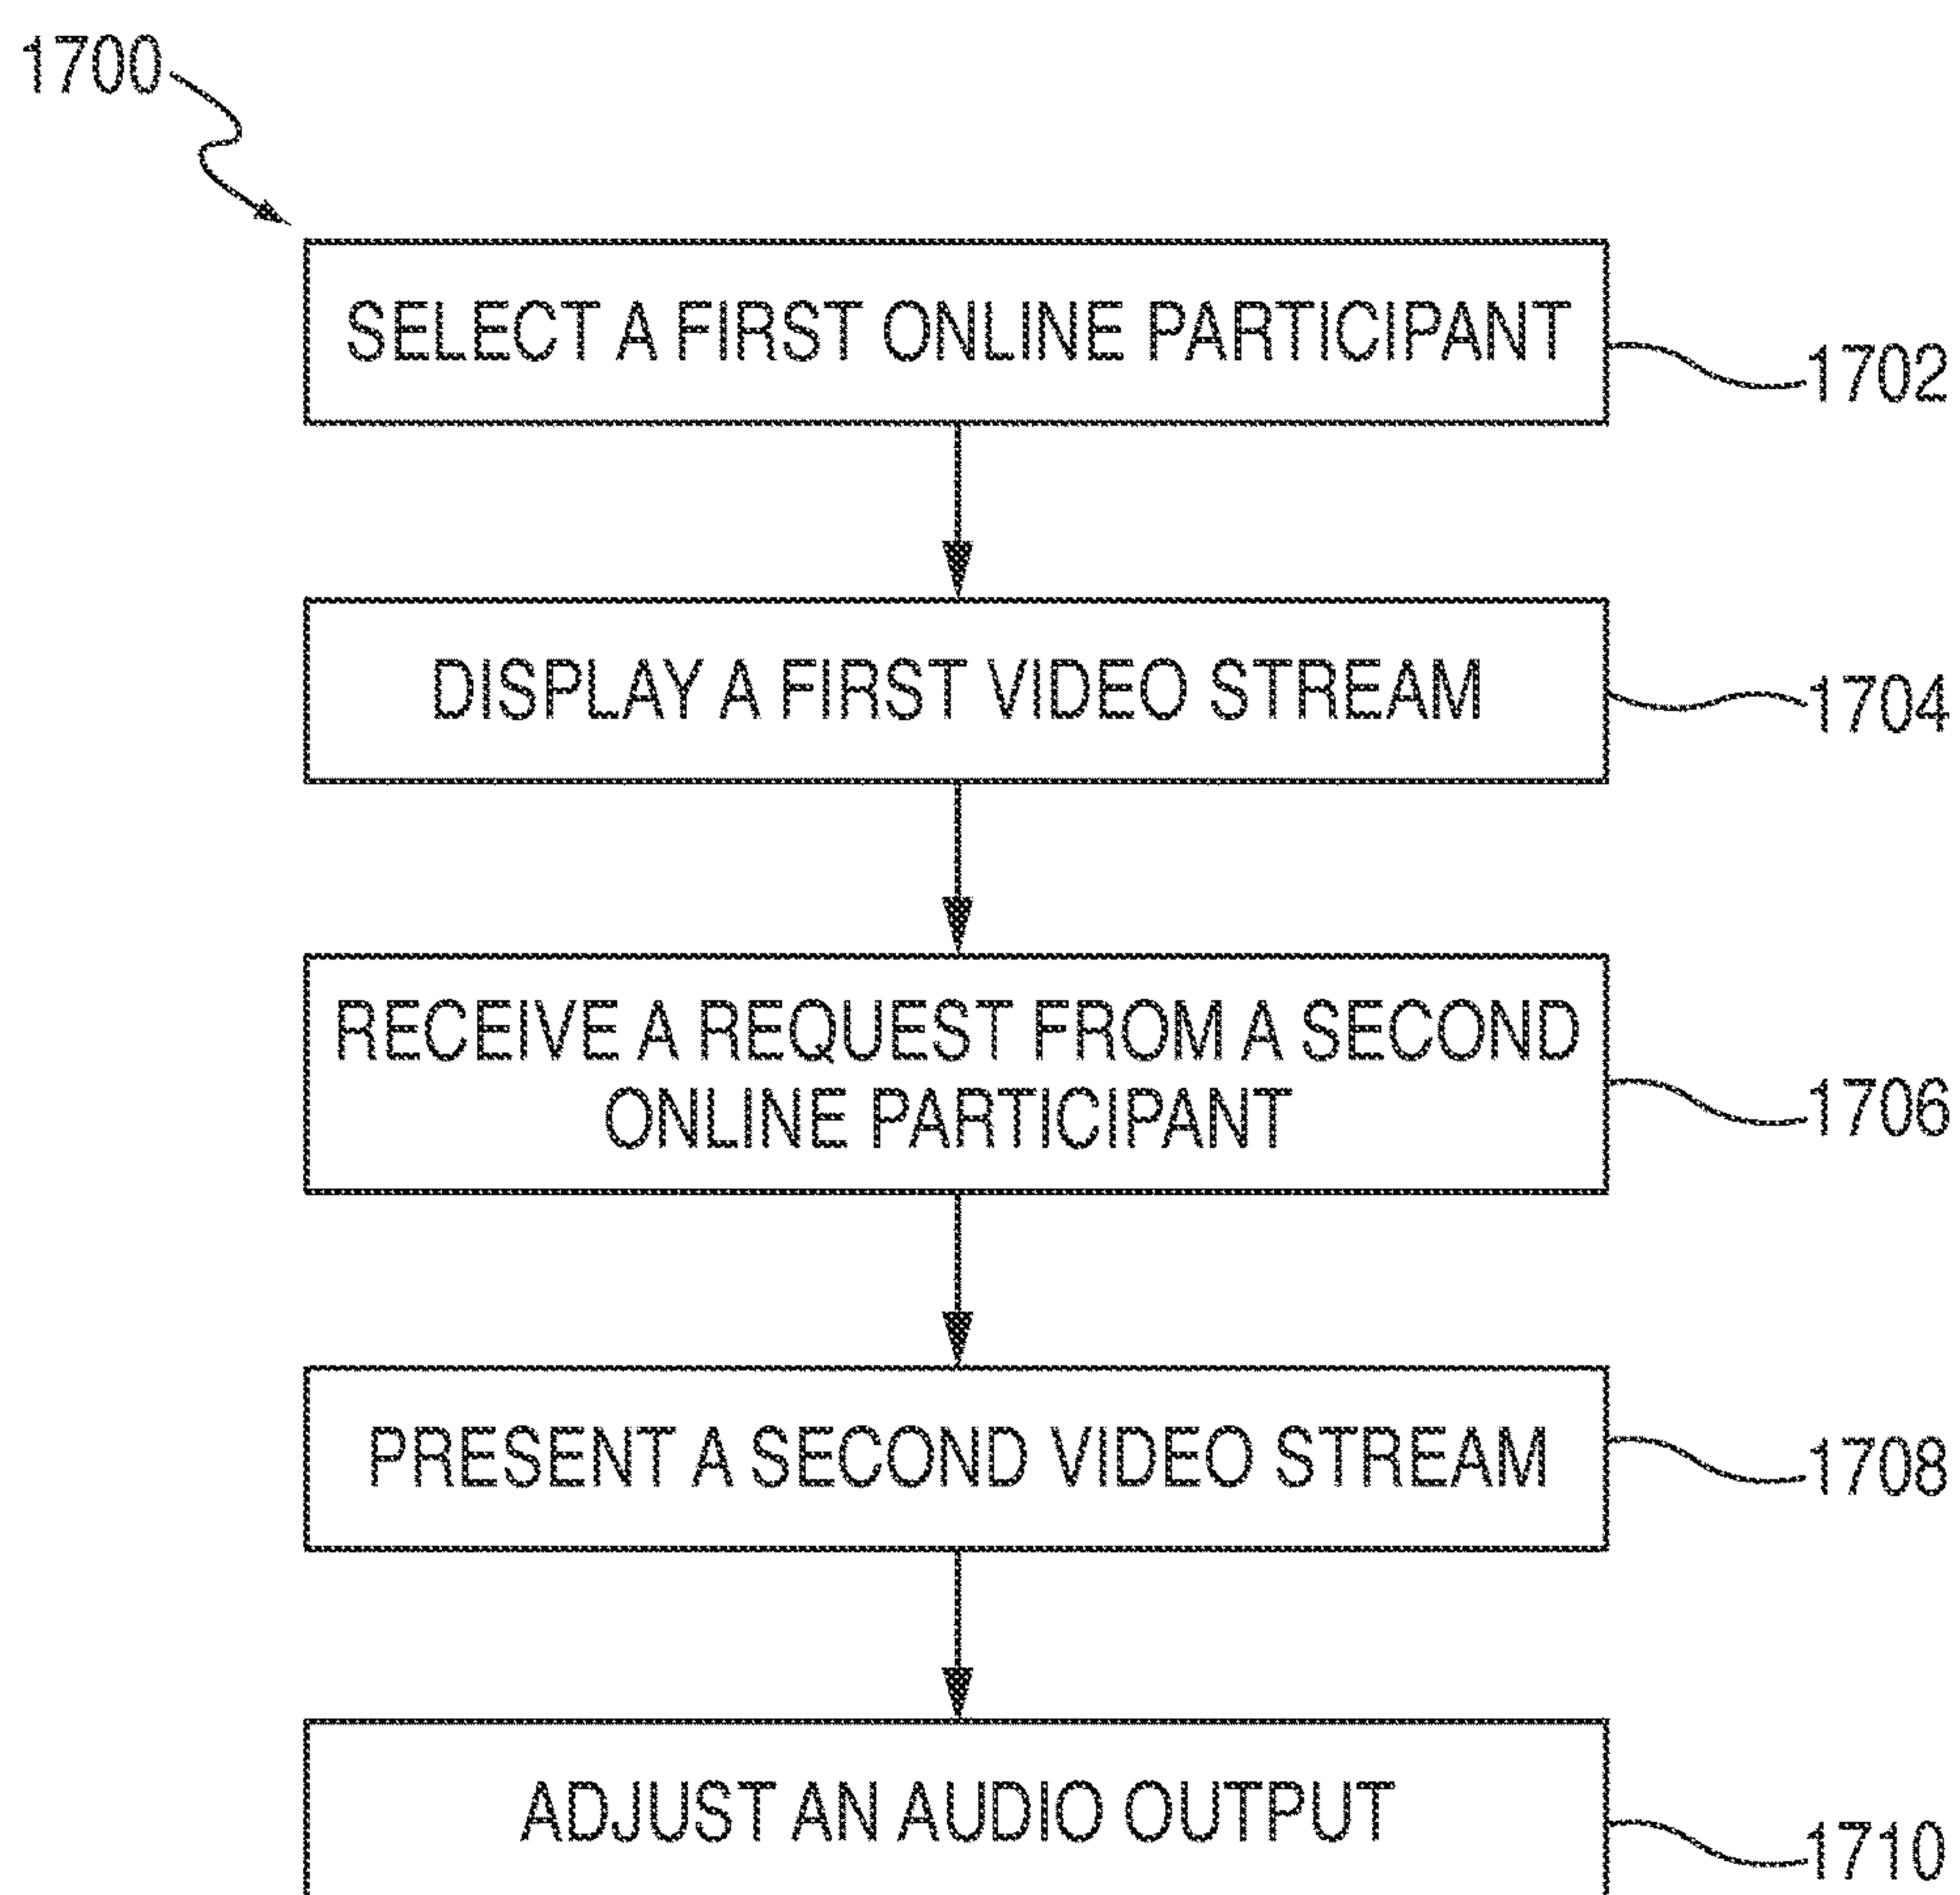 1700
SELECT A FIRST ONLINE PARTICIPANT
1702
DISPLAY A FIRST VIDEO STREAM
1704
RECEIVE A REQUEST FROM A SECOND
ONLINE PARTICIPANT
1706
PRESENT A SECOND VIDEO STREAM
1708
ADJUST AN AUDIO OUTPUT
1710